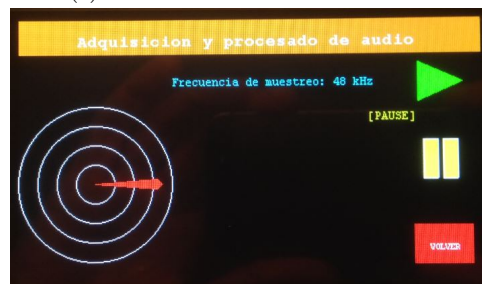 Adquisicion y procesado de audio
Frecuencia de muestreo: 48 kHz
[PAUSE]
VOLVER